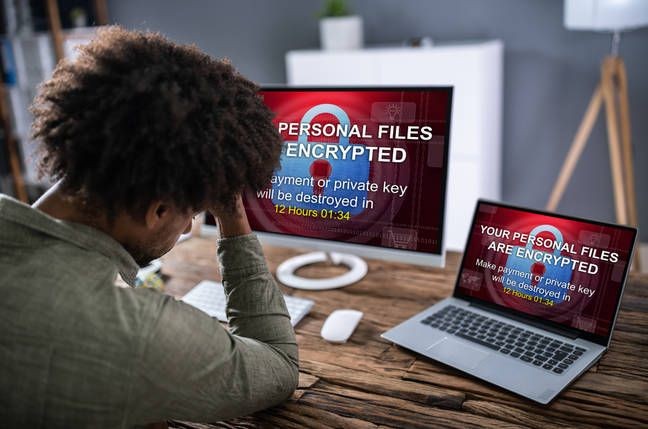 PERSONAL FILES
ENCRYPTED
ayment or private key
will be destroyed in
12 Hours 01:34
YOUR PERSONAL FILES
ARE ENCRYPTED
Make payment or private key
will be destroyed in
12 Hours 01:34